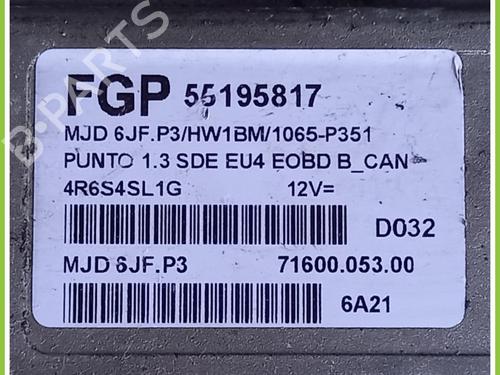 FGP 55195817
MJD 6JF.P3/HW1BM/1065-P351
PUNTO 1.3 SDE EU4 EOBD B_CAN
4R6S4SL1G 12V=
D032
MJD 6JF.P3 71600.053.00
6A21
B-PARTS